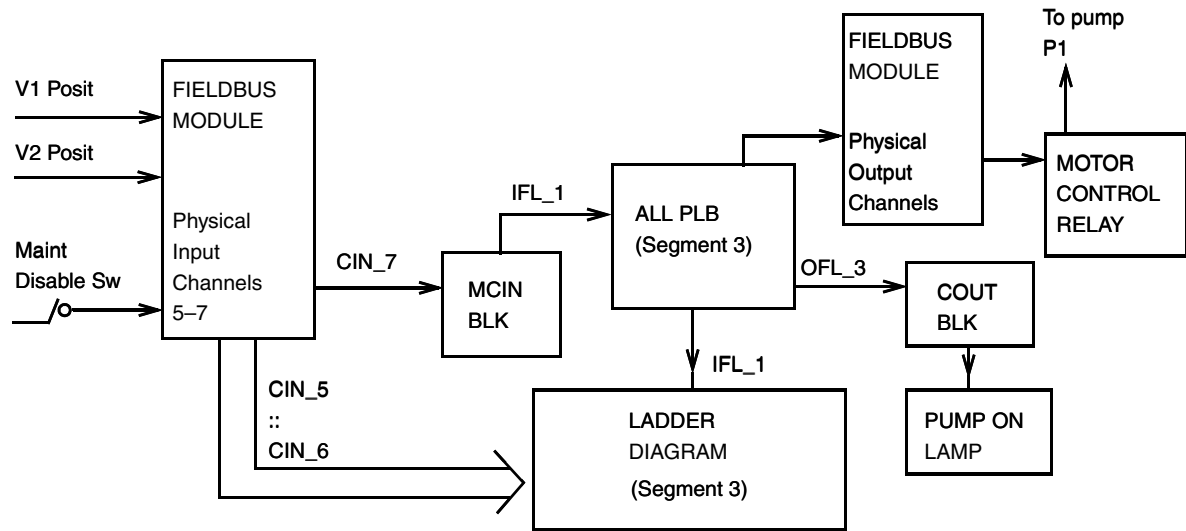 V1 Posit
V2 Posit
Maint
Disable Sw
FIELDBUS
MODULE
Physical
Input
Channels
5–7
CIN_7
CIN_5
::
CIN_6
MCIN
BLK
IFL_1
ALL PLB
(Segment 3)
IFL_1
LADDER
DIAGRAM
(Segment 3)
FIELDBUS
MODULE
Physical
Output
Channels
To pump
P1
MOTOR
CONTROL
RELAY
OFL_3
COUT
BLK
PUMP ON
LAMP